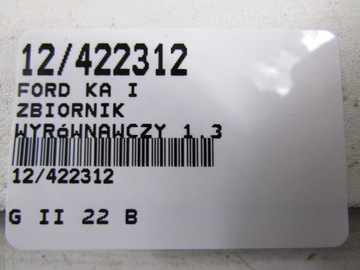 12/422312
FORD KA I
ZBIORNIK
WYRóWNAWCZY 1.3
12/422312
G II 22 B